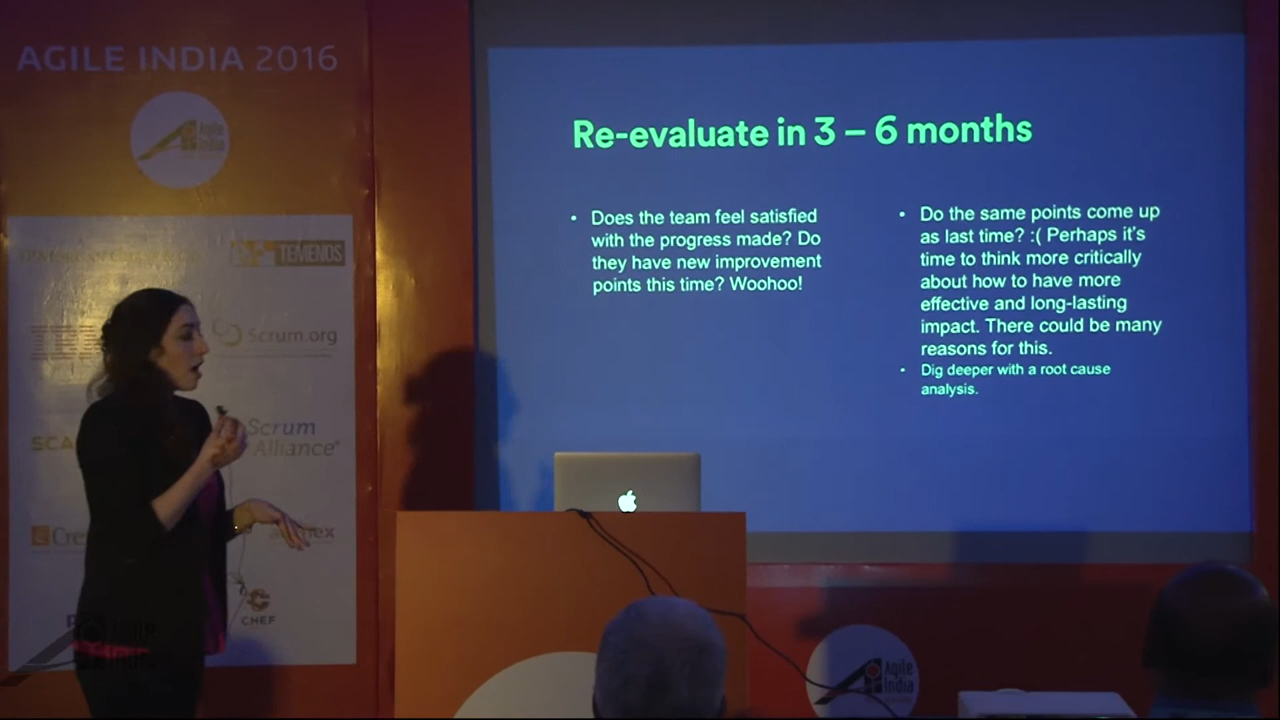 AGILE INDIA 2016
Agile
India
TEMENOS
Scrum.org
Scrum
Alliance®
CHEF
Re-evaluate in 3 – 6 months
• Does the team feel satisfied
with the progress made? Do
they have new improvement
points this time? Woohoo!
• Do the same points come up
as last time? :( Perhaps it's
time to think more critically
about how to have more
effective and long-lasting
impact. There could be many
reasons for this.
• Dig deeper with a root cause
analysis.
Agile
India